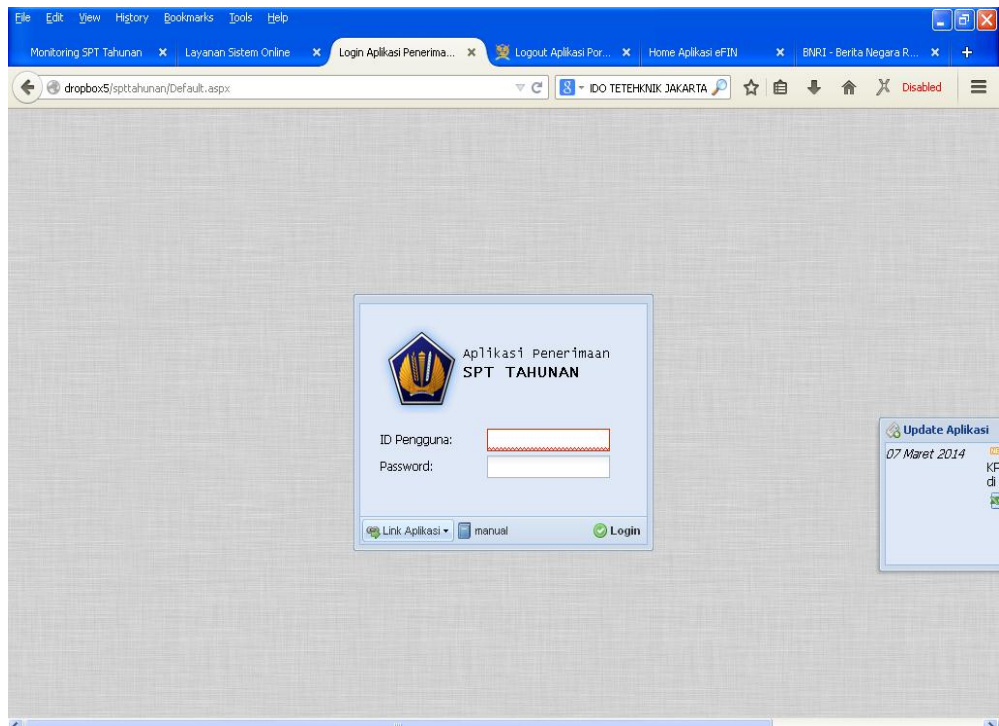 File Edit View History Bookmarks Tools Help
Monitoring SPT Tahunan Layanan Sistem Online Login Aplikasi Penerima... Logout Aplikasi Por... Home Aplikasi eFIN BNRI - Berita Negara R...
dropbox5/spttahunan/Default.aspx IDO TETEHKNIK JAKARTA Disabled
Aplikasi Penerimaan
SPT TAHUNAN
ID Pengguna:
Password:
Link Aplikasi manual Login
Update Aplikasi
07 Maret 2014
di